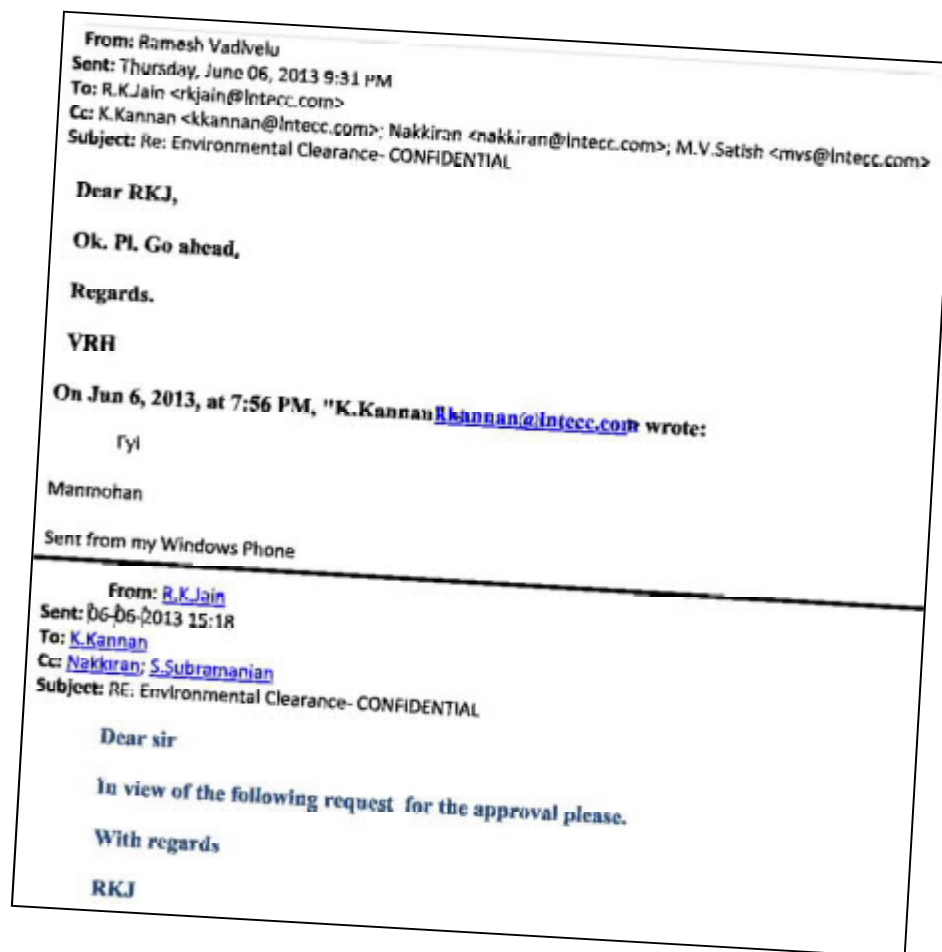 From: Ramesh Vadivelu
Sent: Thursday, June 06, 2013 9:31 PM
To: R.K.Jain <rkjain@lntecc.com>
Cc: K.Kannan <kkannan@lntecc.com>; Nakkiran <nakkiran@lntecc.com>; M.V.Satish <mvs@lntecc.com>
Subject: Re: Environmental Clearance- CONFIDENTIAL
Dear RKJ,
Ok. Pl. Go ahead,
Regards.
VRH
On Jun 6, 2013, at 7:56 PM, "K.Kannan kkannan@lntecc.com wrote:
Fyi
Manmohan
Sent from my Windows Phone
From: R.K.Jain
Sent: 06-06-2013 15:18
To: K.Kannan
Cc: Nakkiran; S.Subramanian
Subject: RE: Environmental Clearance- CONFIDENTIAL
Dear sir
In view of the following request for the approval please.
With regards
RKJ